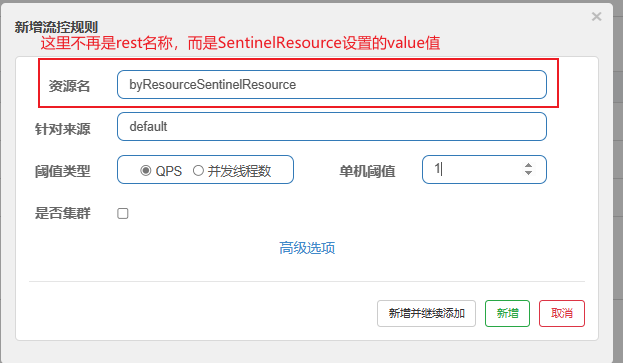 新增流控规则
×
这里不再是rest名称，而是SentinelResource设置的value值
资源名 byResourceSentinelResource
针对来源 default
阈值类型 QPS 并发线程数 单机阈值 1
是否集群
高级选项
新增并继续添加 新增 取消